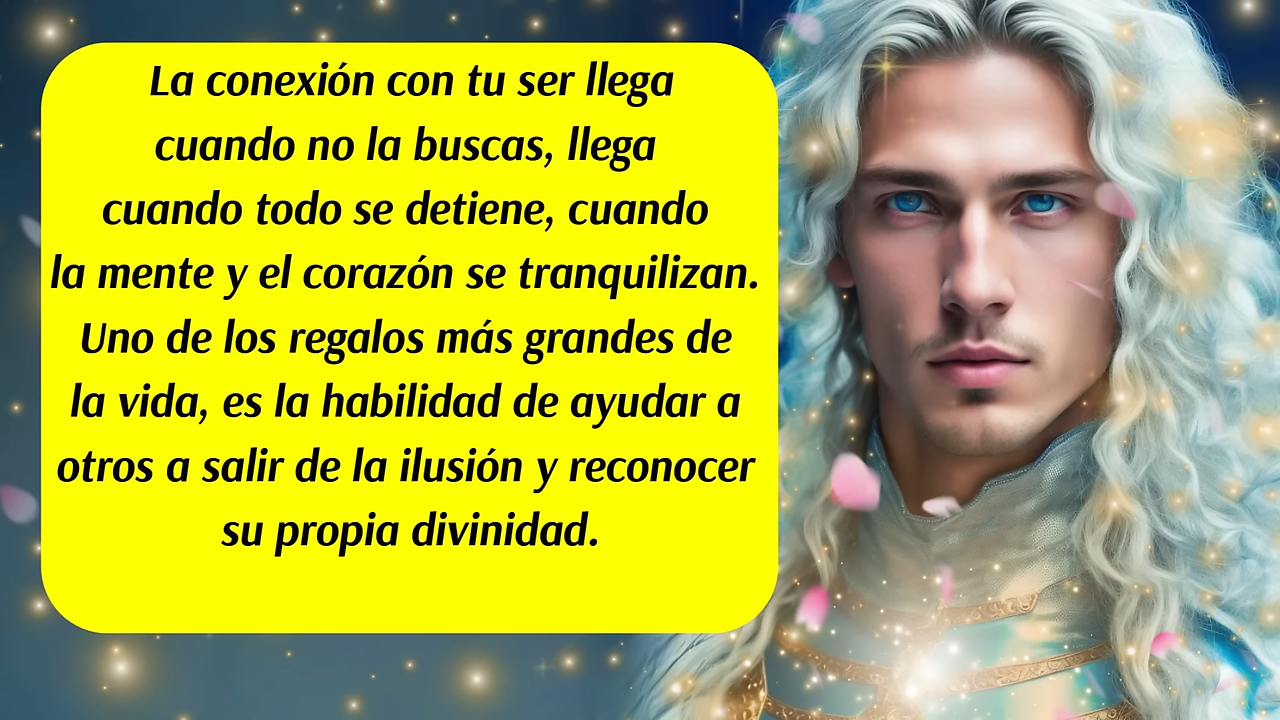 La conexión con tu ser llega
cuando no la buscas, llega
cuando todo se detiene, cuando
la mente y el corazón se tranquilizan.
Uno de los regalos más grandes de
la vida, es la habilidad de ayudar a
otros a salir de la ilusión y reconocer
su propia divinidad.